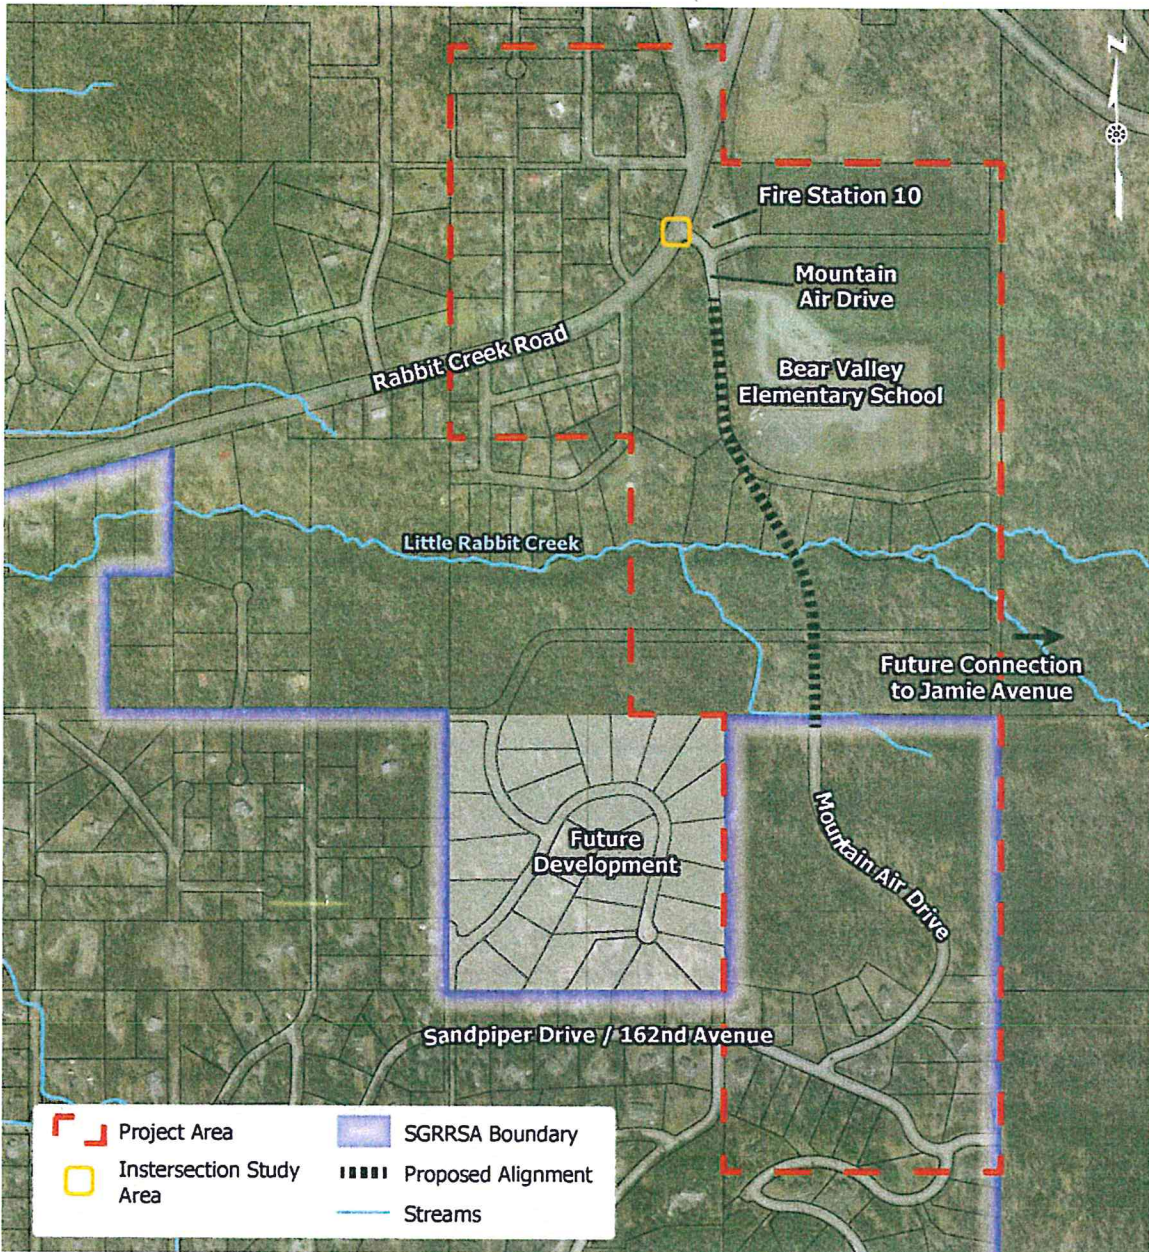 N
Fire Station 10
Mountain
Air Drive
Rabbit Creek Road
Bear Valley
Elementary School
Little Rabbit Creek
Future Connection
to Jamie Avenue
Future
Development
Mountain Air Drive
Sandpiper Drive / 162nd Avenue
Project Area
SGRRSA Boundary
Instersection Study
Area
Proposed Alignment
Streams